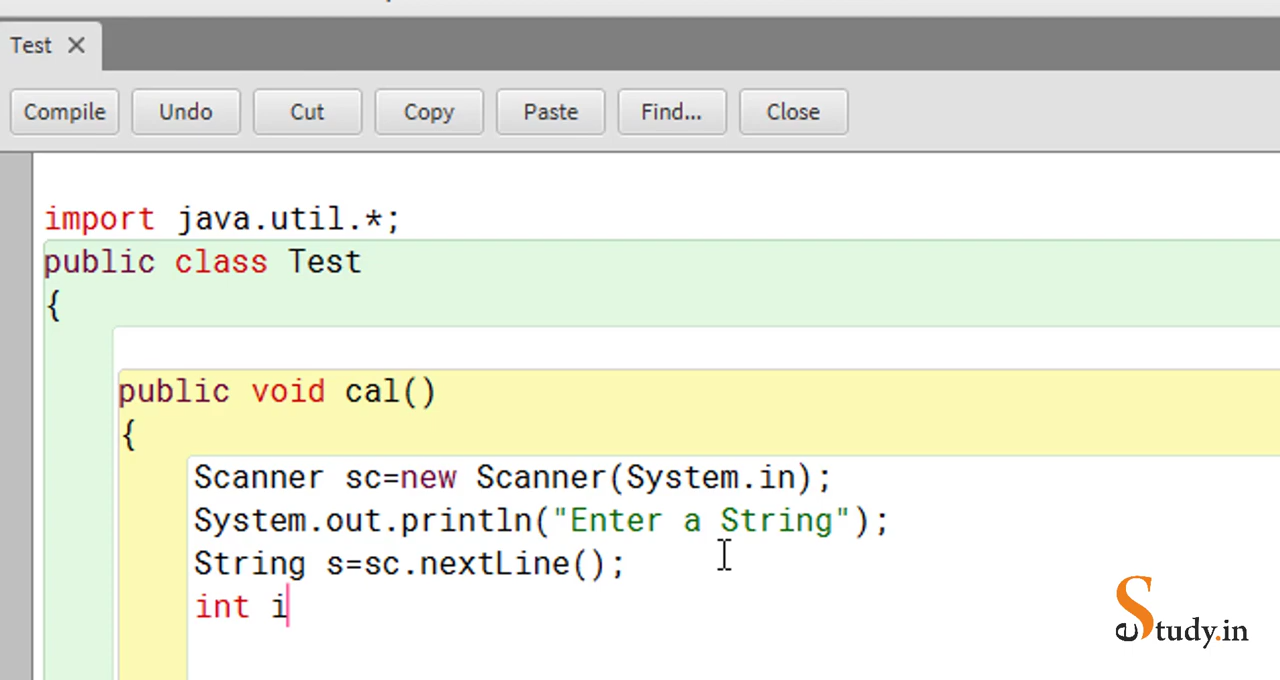 Test ×
Compile Undo Cut Copy Paste Find... Close
import java.util.*;
public class Test
{
public void cal()
{
Scanner sc=new Scanner(System.in);
System.out.println("Enter a String");
String s=sc.nextLine();
int i
eStudy.in